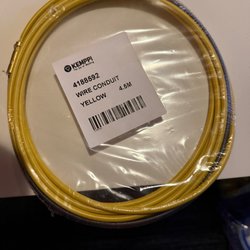 KEMPPI
4188592
WIRE CONDUIT
YELLOW 4.5M